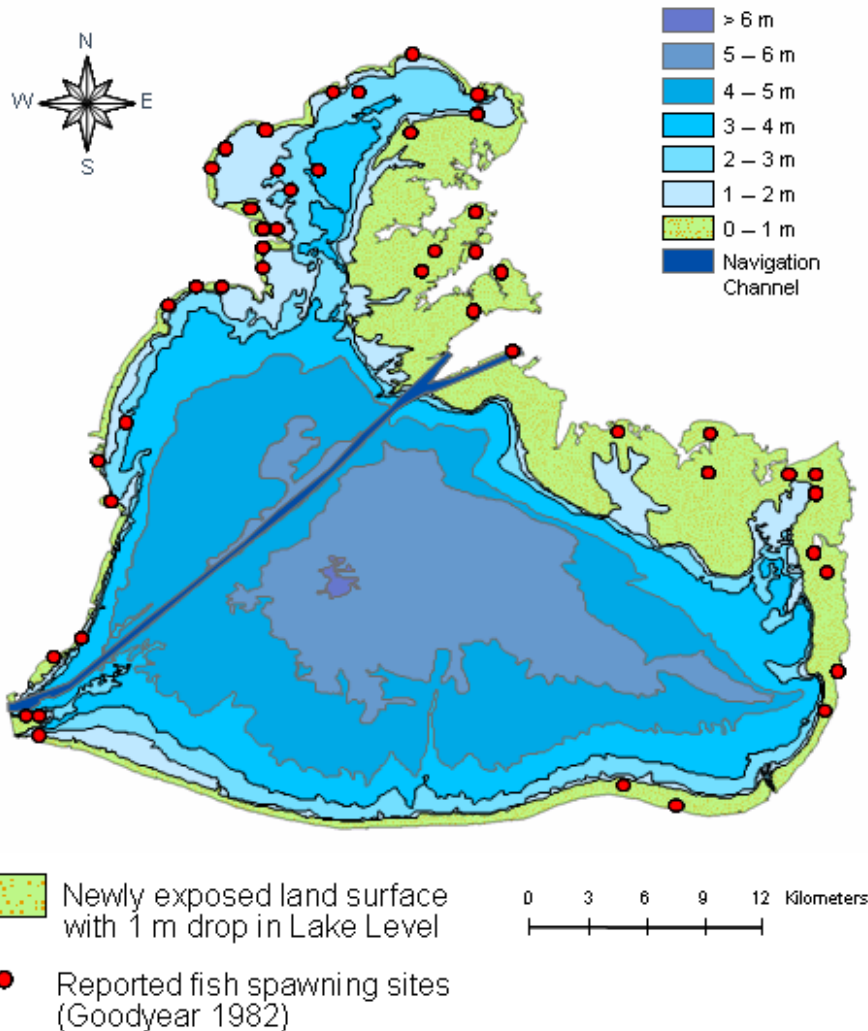 N
W E
S
> 6 m
5 – 6 m
4 – 5 m
3 – 4 m
2 – 3 m
1 – 2 m
0 – 1 m
Navigation
Channel
Newly exposed land surface
with 1 m drop in Lake Level
0 3 6 9 12 Kilometers
Reported fish spawning sites
(Goodyear 1982)